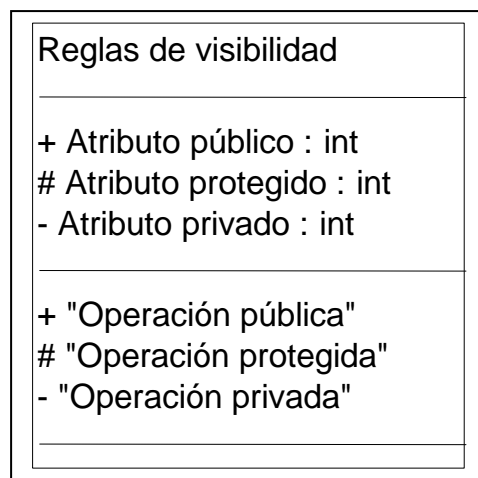 Reglas de visibilidad
+ Atributo público : int
# Atributo protegido : int
- Atributo privado : int
+ "Operación pública"
# "Operación protegida"
- "Operación privada"